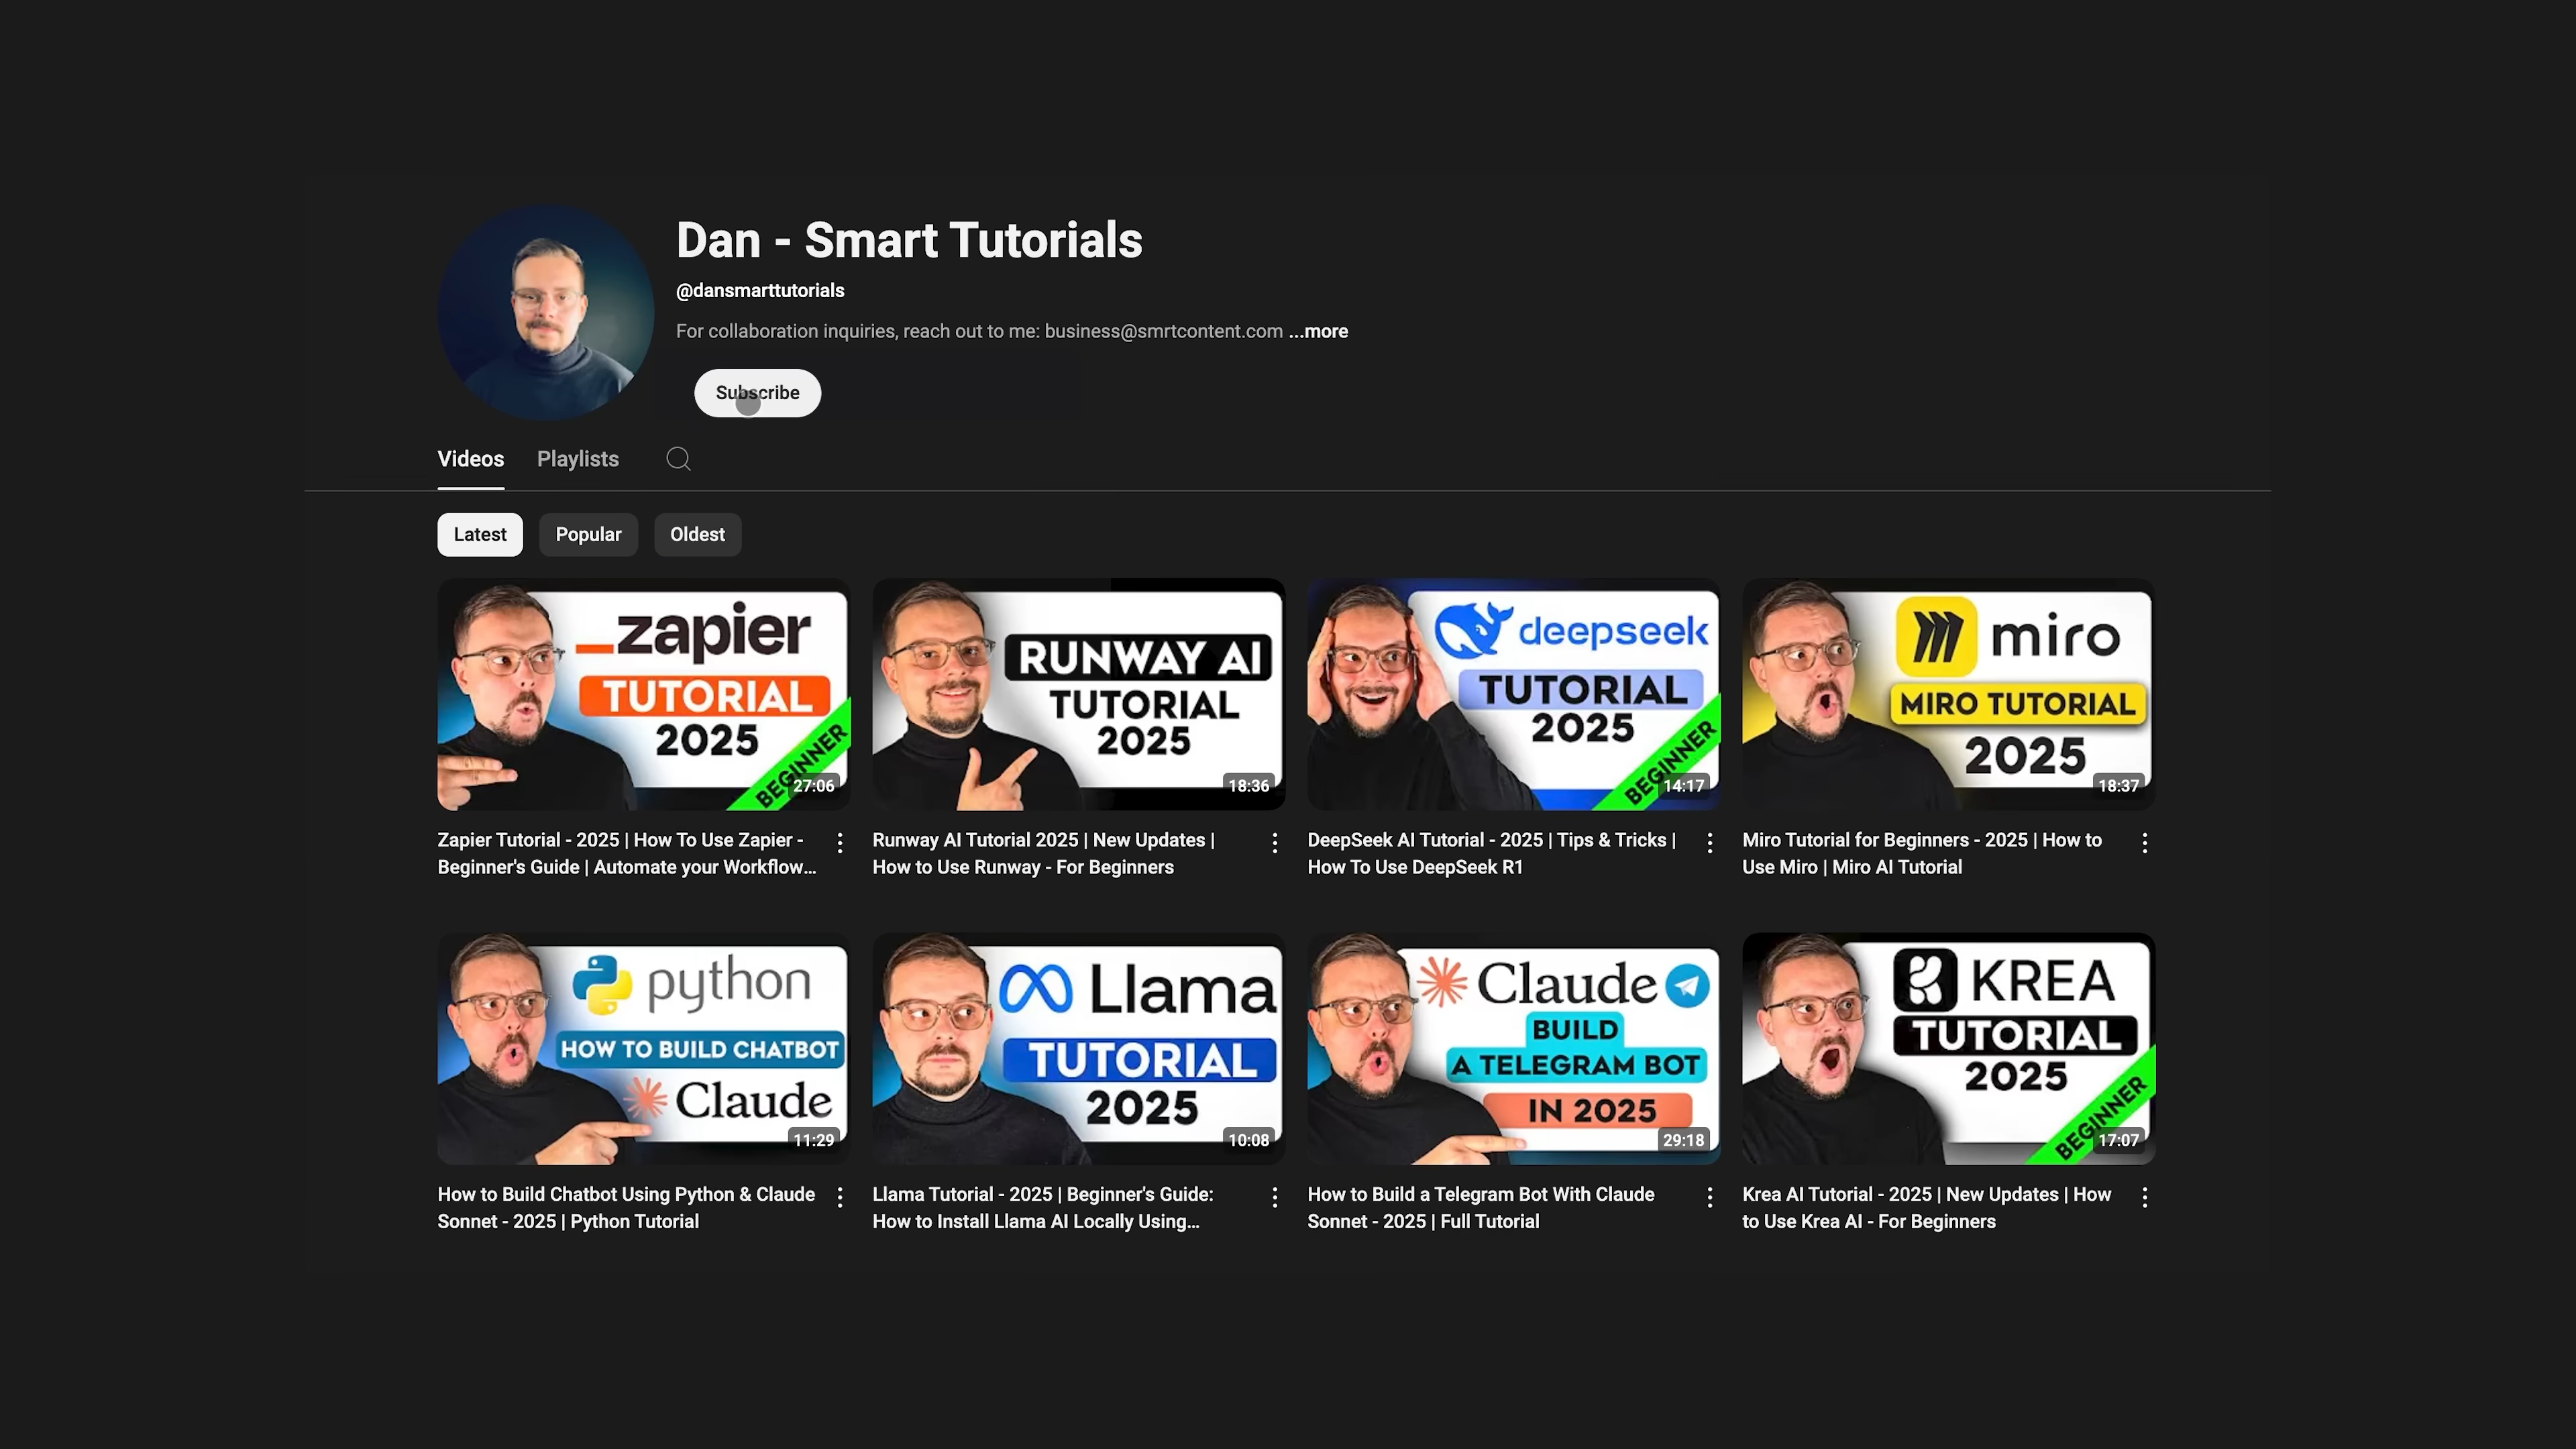 Dan - Smart Tutorials
@dansmarttutorials
For collaboration inquiries, reach out to me: business@smrtcontent.com ...more
Subscribe
Videos
Playlists
Latest
Popular
Oldest
_zapier
TUTORIAL
2025
BEGINNER
27:06
RUNWAY AI
TUTORIAL
2025
18:36
deepseek
TUTORIAL
2025
BEGINNER
14:17
miro
MIRO TUTORIAL
2025
18:37
Zapier Tutorial - 2025 | How To Use Zapier -
Beginner's Guide | Automate your Workflow...
Runway AI Tutorial 2025 | New Updates |
How to Use Runway - For Beginners
DeepSeek AI Tutorial - 2025 | Tips & Tricks |
How To Use DeepSeek R1
Miro Tutorial for Beginners - 2025 | How to
Use Miro | Miro AI Tutorial
python
HOW TO BUILD CHATBOT
Claude
11:29
Llama
TUTORIAL
2025
10:08
Claude
BUILD
A TELEGRAM BOT
IN 2025
29:18
KREA
TUTORIAL
2025
BEGINNER
17:07
How to Build Chatbot Using Python & Claude
Sonnet - 2025 | Python Tutorial
Llama Tutorial - 2025 | Beginner's Guide:
How to Install Llama AI Locally Using...
How to Build a Telegram Bot With Claude
Sonnet - 2025 | Full Tutorial
Krea AI Tutorial - 2025 | New Updates | How
to Use Krea AI - For Beginners